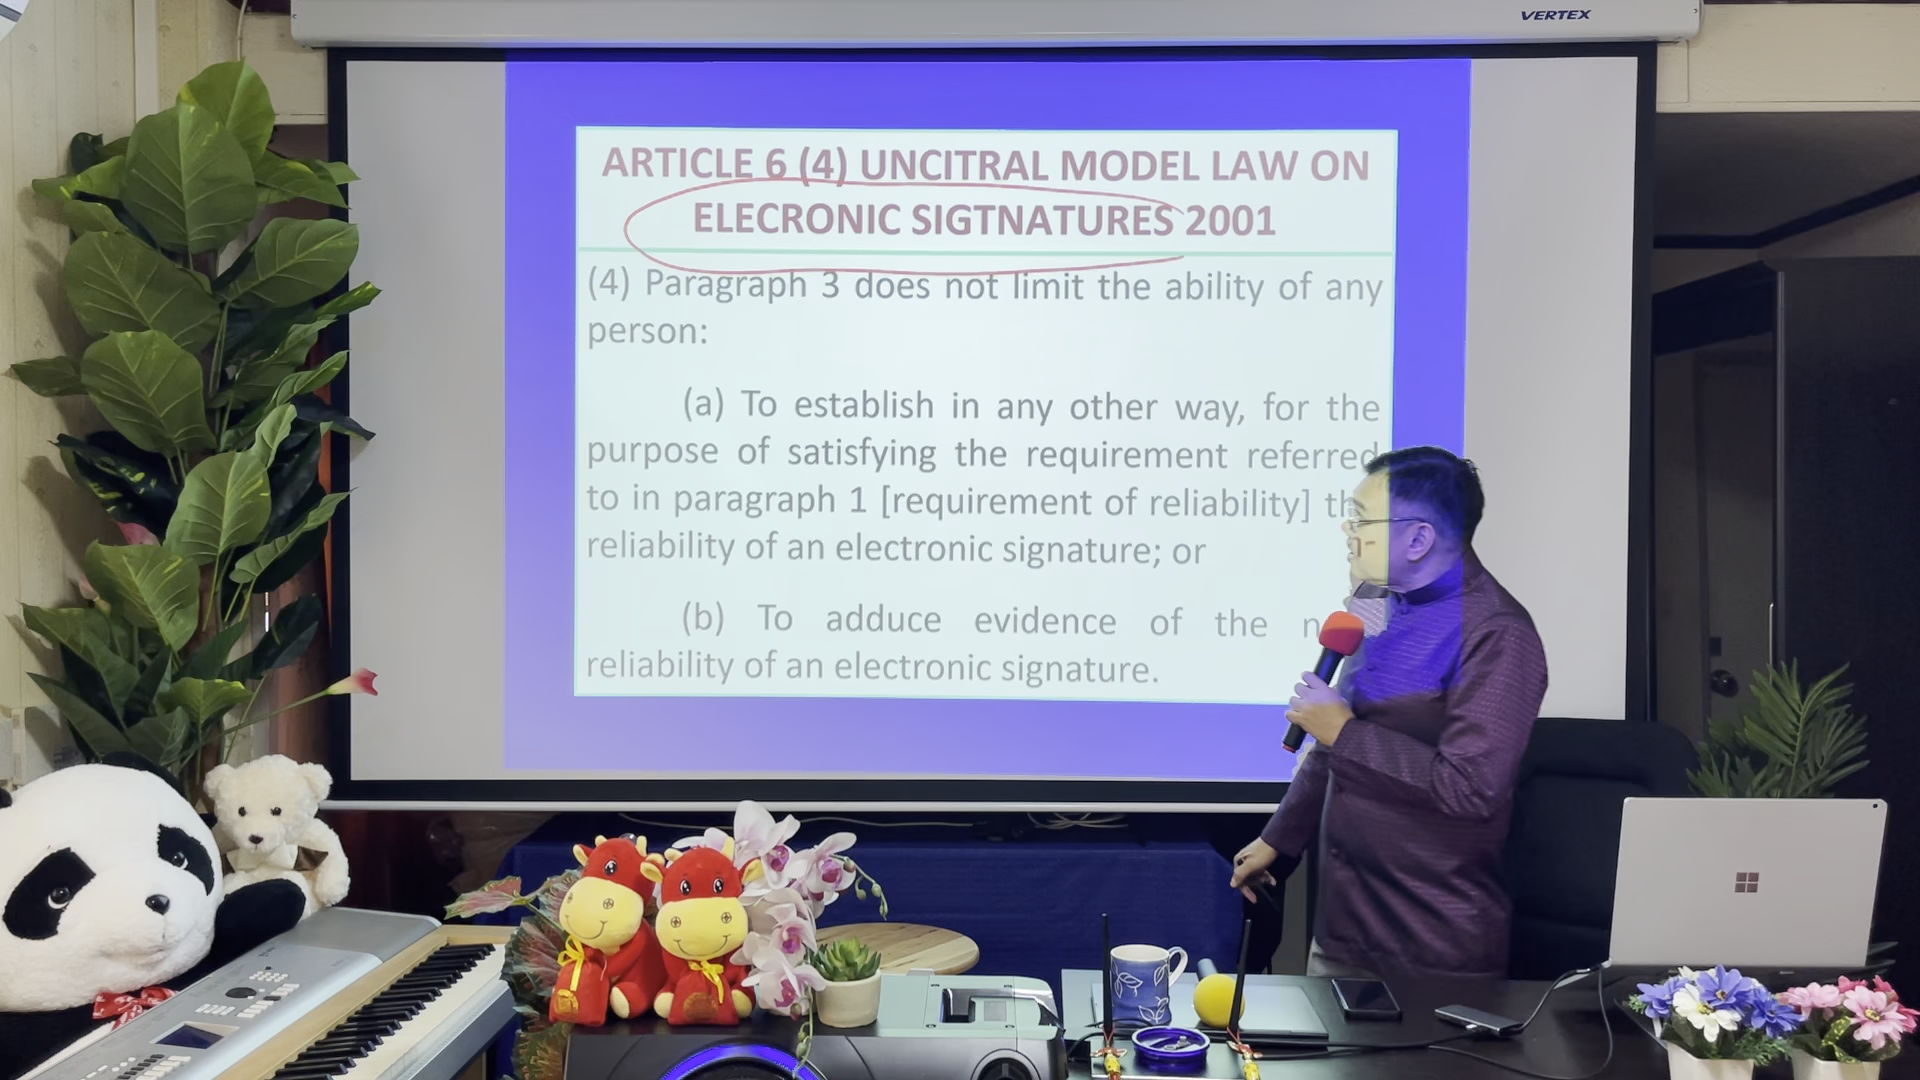 VERTEX
ARTICLE 6 (4) UNCITRAL MODEL LAW ON
ELECRONIC SIGTNATURES 2001
(4) Paragraph 3 does not limit the ability of any
person:
(a) To establish in any other way, for the
purpose of satisfying the requirement referred
to in paragraph 1 [requirement of reliability]
reliability of an electronic signature; or
(b) To adduce evidence of the
reliability of an electronic signature.